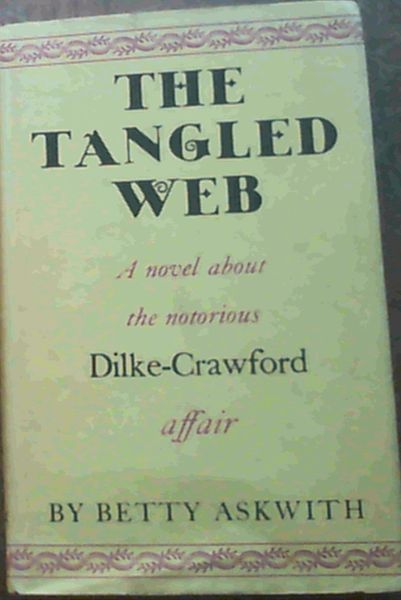 THE
TANGLED
WEB
A novel about
the notorious
Dilke-Crawford
affair
BY BETTY ASKWITH